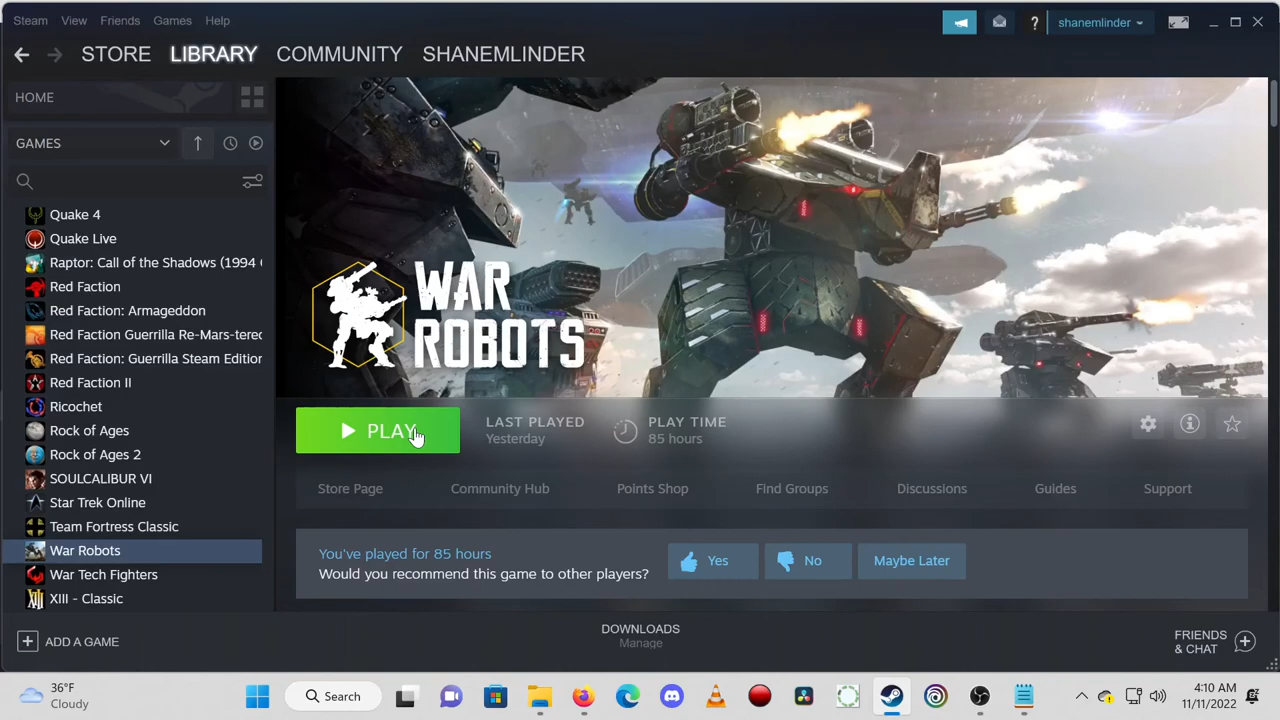 Steam View Friends Games Help
shanemlinder
STORE LIBRARY COMMUNITY SHANEMLINDER
HOME
GAMES
Quake 4
Quake Live
Raptor: Call of the Shadows (1994
Red Faction
Red Faction: Armageddon
Red Faction Guerrilla Re-Mars-tered
Red Faction: Guerrilla Steam Edition
Red Faction II
Ricochet
Rock of Ages
Rock of Ages 2
SOULCALIBUR VI
Star Trek Online
Team Fortress Classic
War Robots
War Tech Fighters
XIII - Classic
WAR
ROBOTS
PLAY
LAST PLAYED
Yesterday
PLAY TIME
85 hours
Store Page Community Hub Points Shop Find Groups Discussions Guides Support
You've played for 85 hours
Would you recommend this game to other players?
Yes No Maybe Later
+ ADD A GAME
DOWNLOADS
Manage
FRIENDS
& CHAT
36°F
Cloudy
Search
4:10 AM
11/11/2022